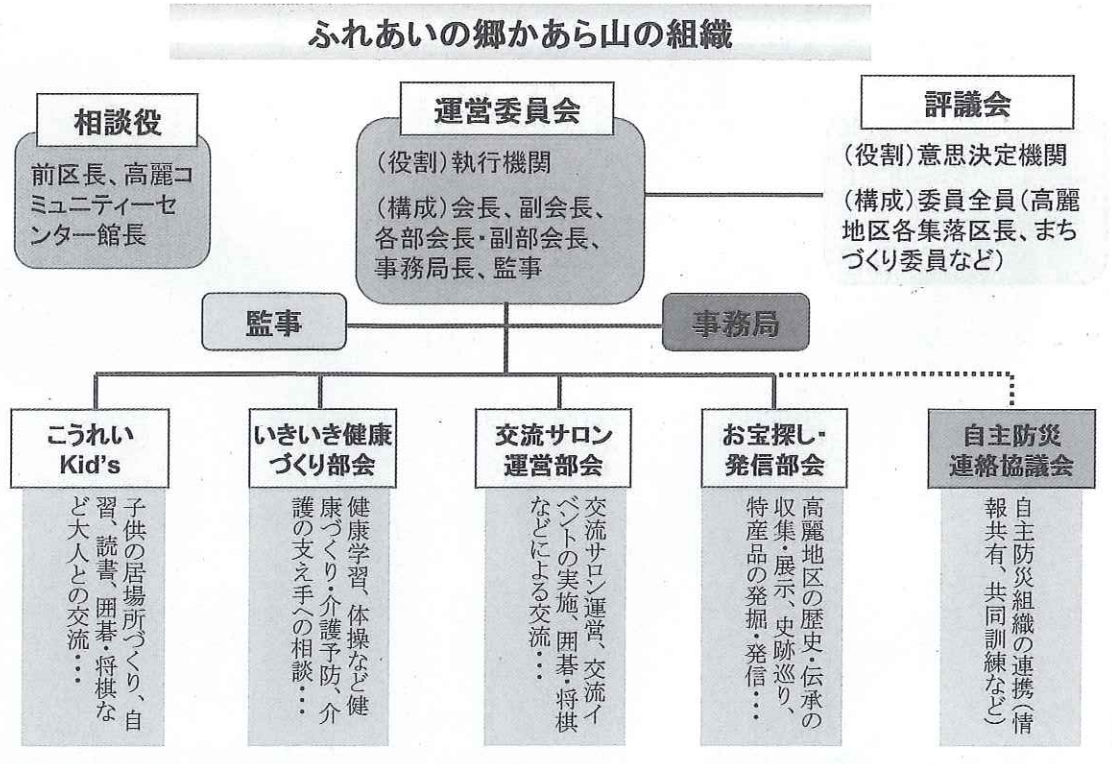 ふれあいの郷かあら山の組織
相談役
前区長、高麗コ
ミュニティーセ
ンター館長
運営委員会
(役割)執行機関
(構成)会長、副会長、
各部会長・副部会長、
事務局長、監事
評議会
(役割)意思決定機関
(構成)委員全員(高麗
地区各集落区長、まち
づくり委員など)
監事
事務局
こうれい
Kid's
子供の居場所づくり、自
習、読書、囲碁・将棋な
ど大人との交流・・・
いきいき健康
づくり部会
健康学習、体操など健
康づくり・介護予防、介
護の支え手への相談・・・
交流サロン
運営部会
交流サロン運営、交流イ
ベントの実施、囲碁・将棋
などによる交流・・・
お宝探し・
発信部会
高麗地区の歴史・伝承の
収集・展示、史跡巡り、
特産品の発掘・発信・・・
自主防災
連絡協議会
自主防災組織の連携(情
報共有、共同訓練など)